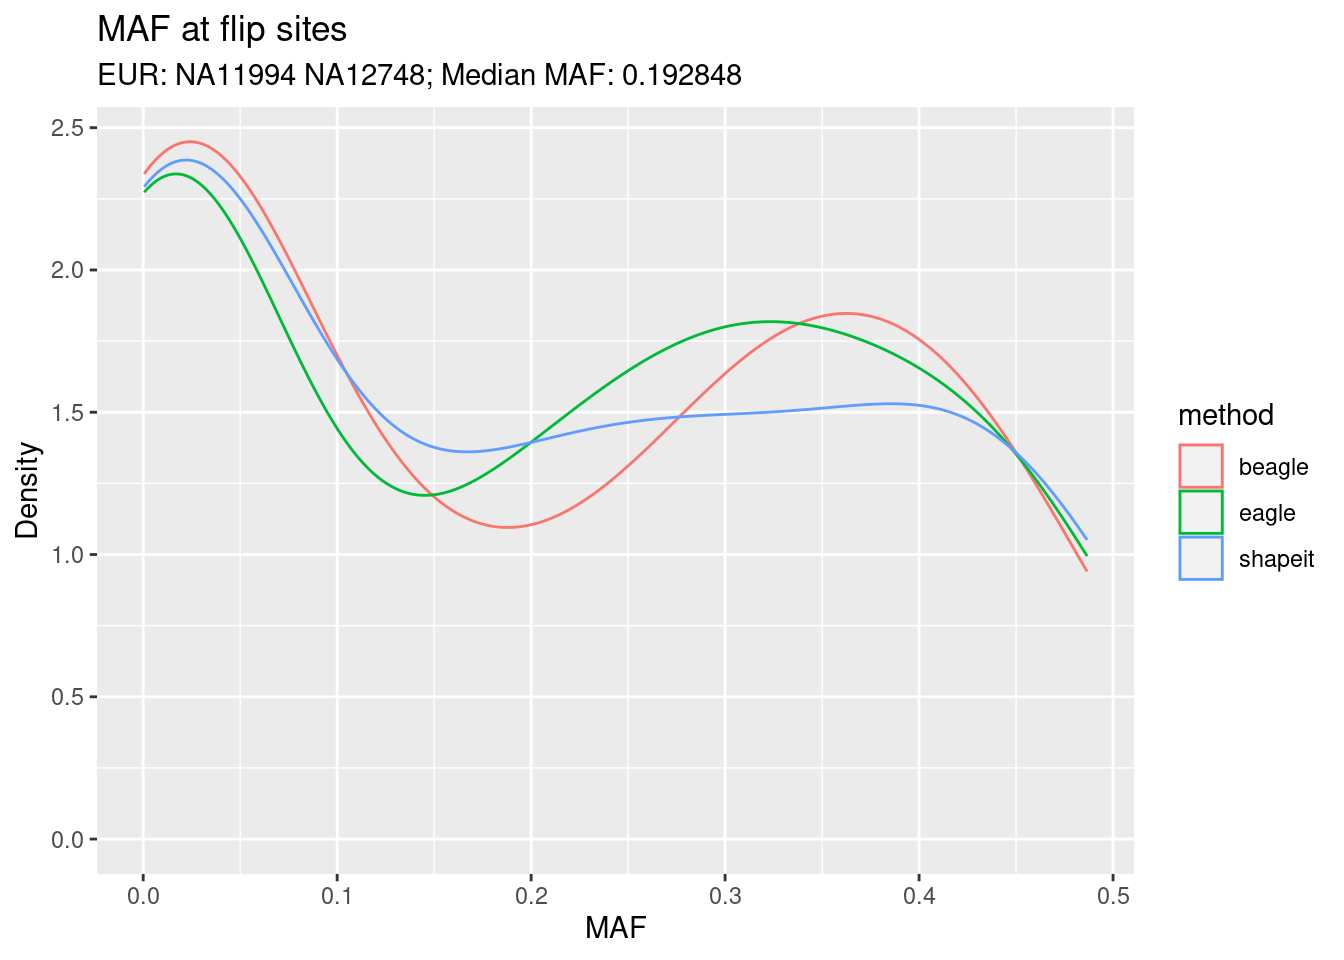 MAF at flip sites
EUR: NA11994 NA12748; Median MAF: 0.192848
2.5
2.0
1.5
1.0
0.5
0.0
Density
0.0 0.1 0.2 0.3 0.4 0.5
MAF
method
beagle
eagle
shapeit